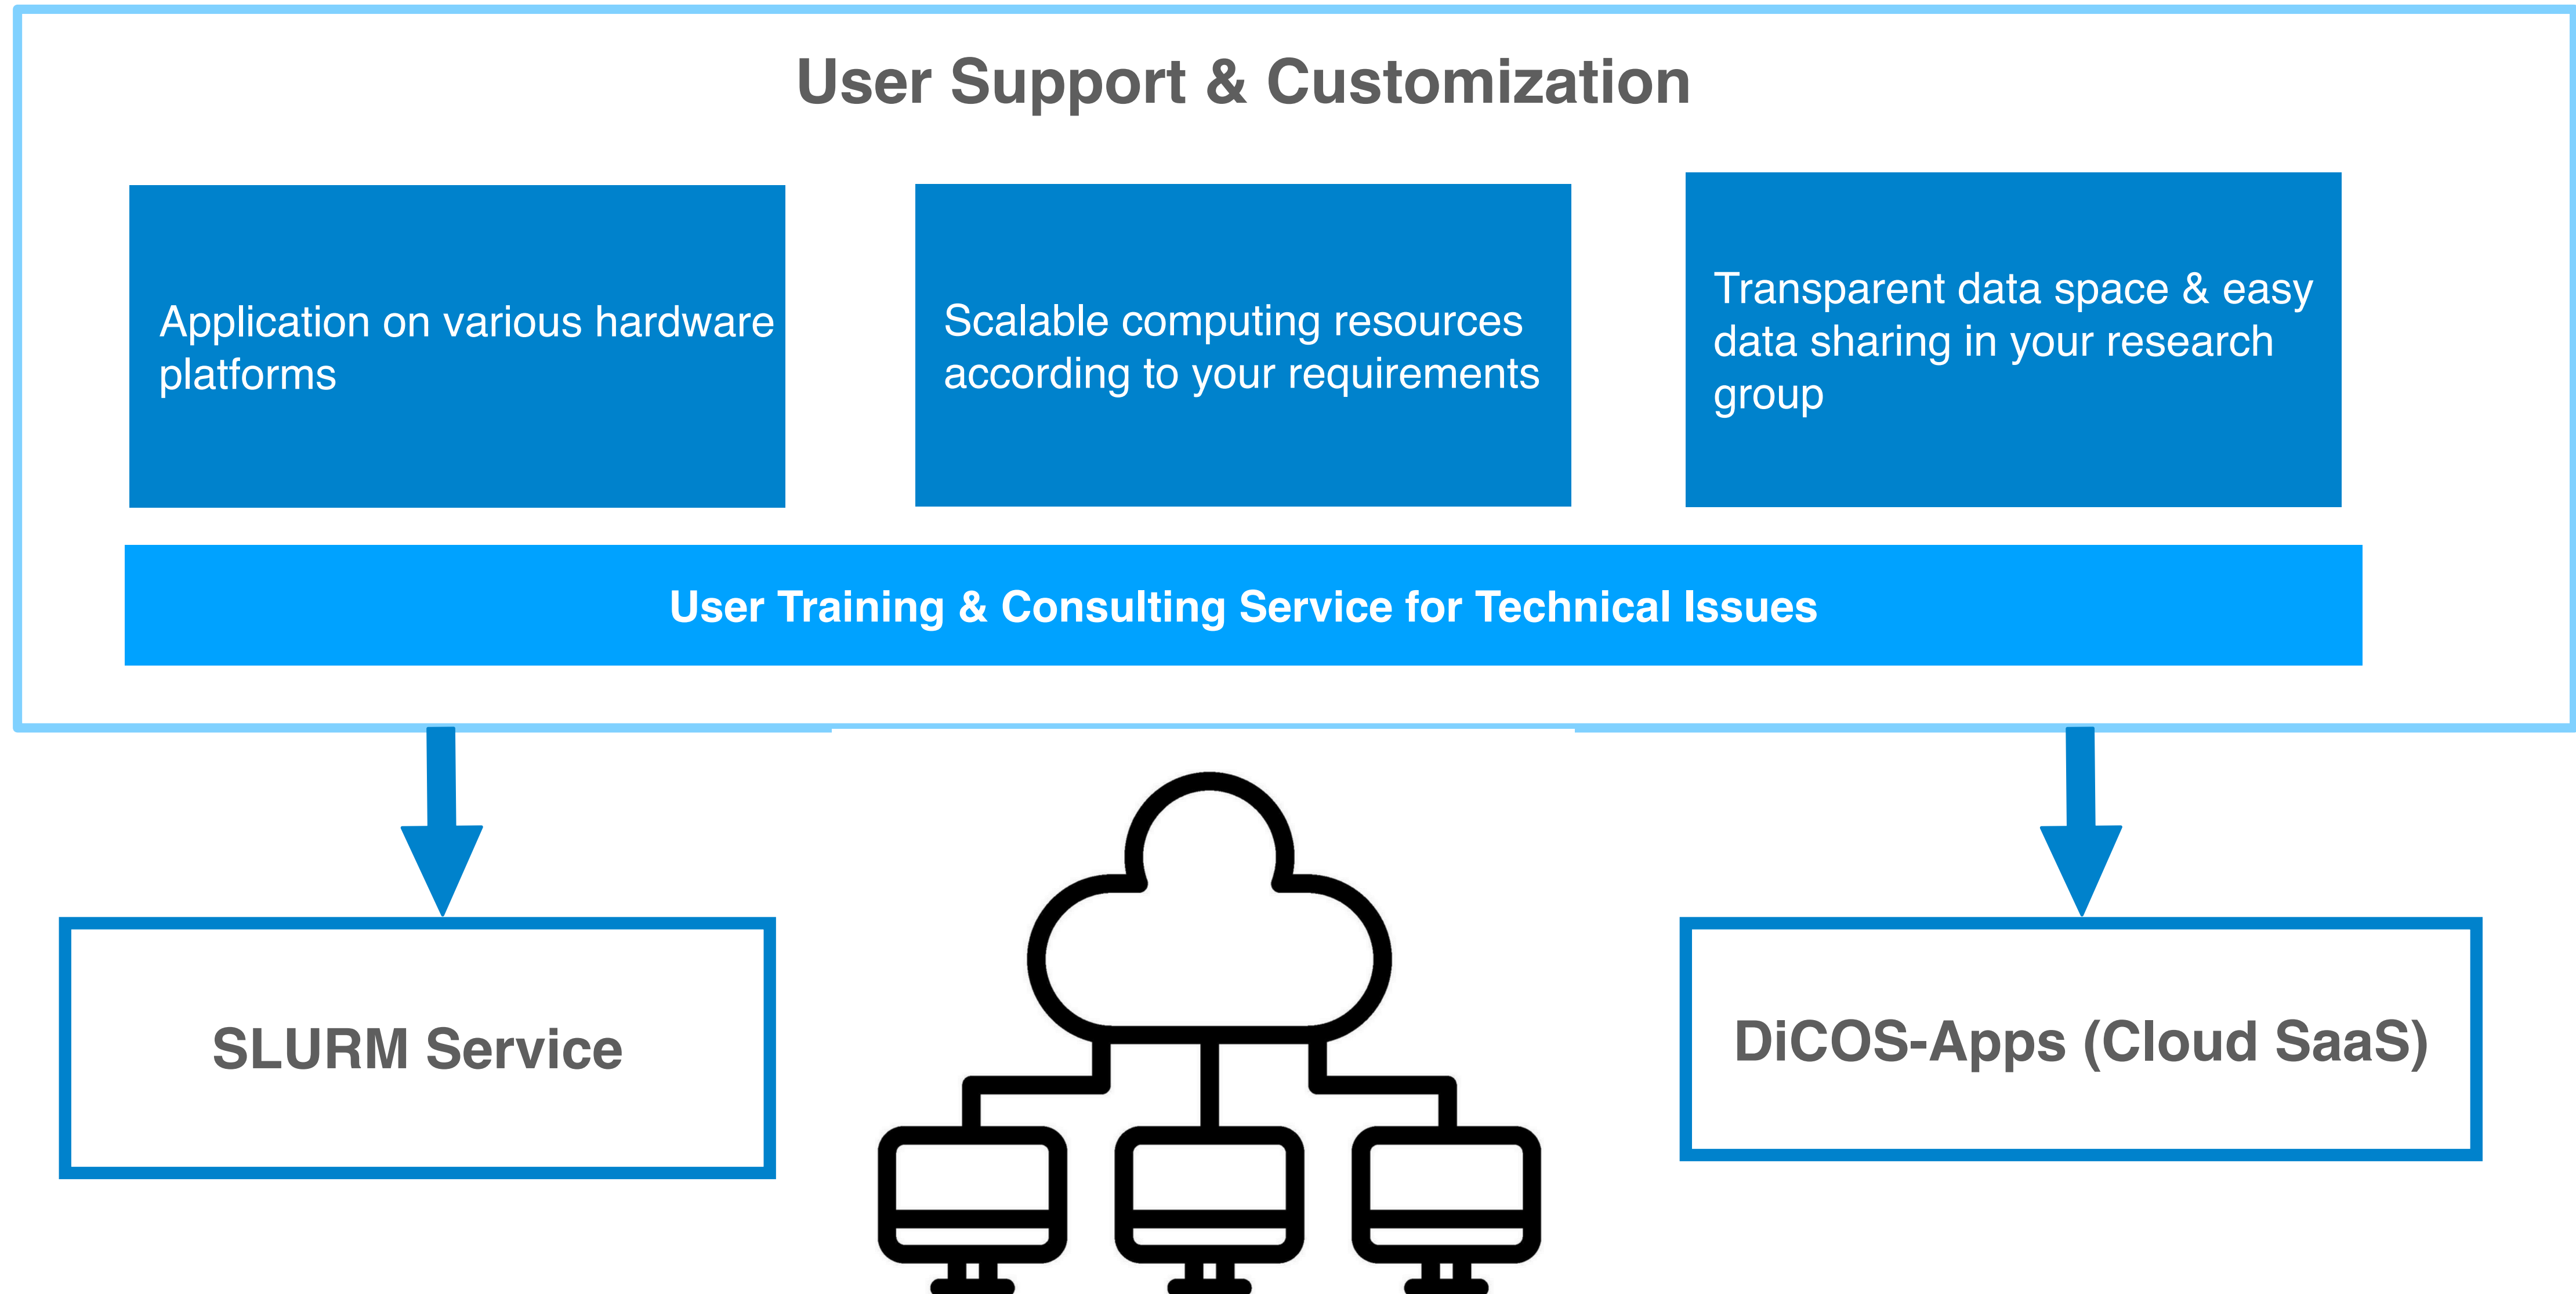 User Support & Customization
Application on various hardware
platforms
Scalable computing resources
according to your requirements
Transparent data space & easy
data sharing in your research
group
User Training & Consulting Service for Technical Issues
SLURM Service
DiCOS-Apps (Cloud SaaS)